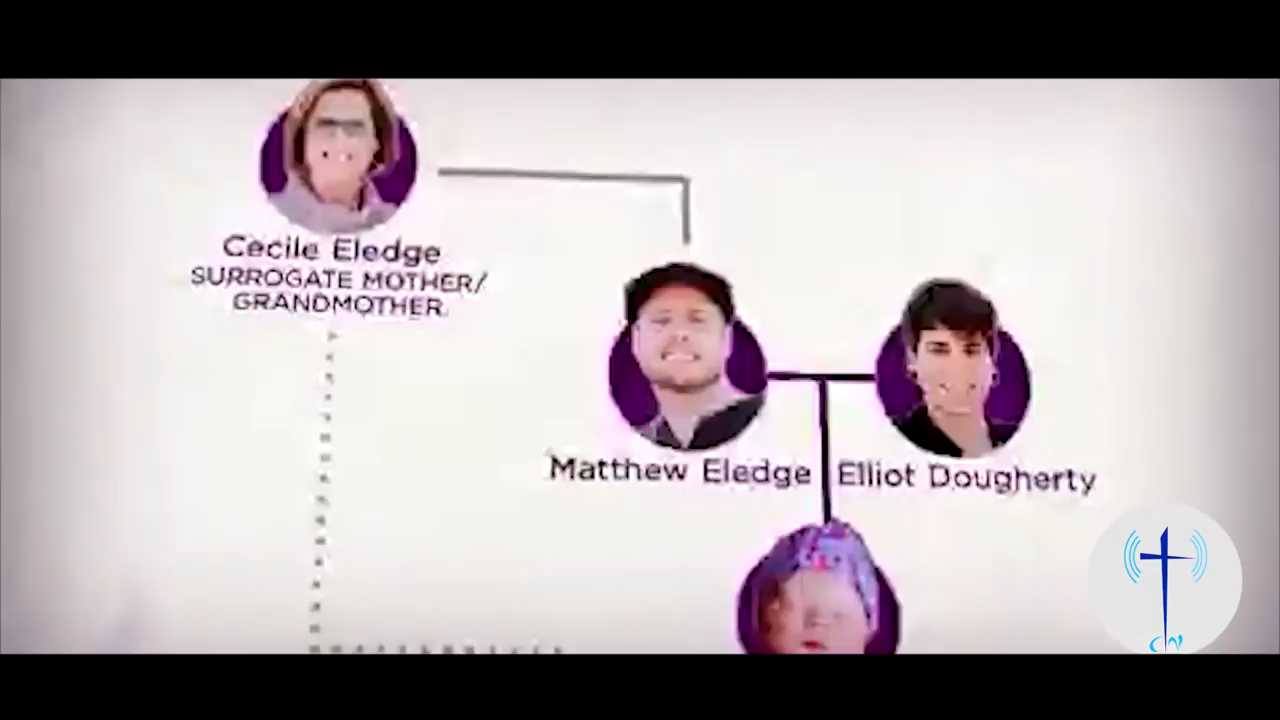 Cecile Eledge
SURROGATE MOTHER/
GRANDMOTHER
Matthew Eledge
Elliot Dougherty